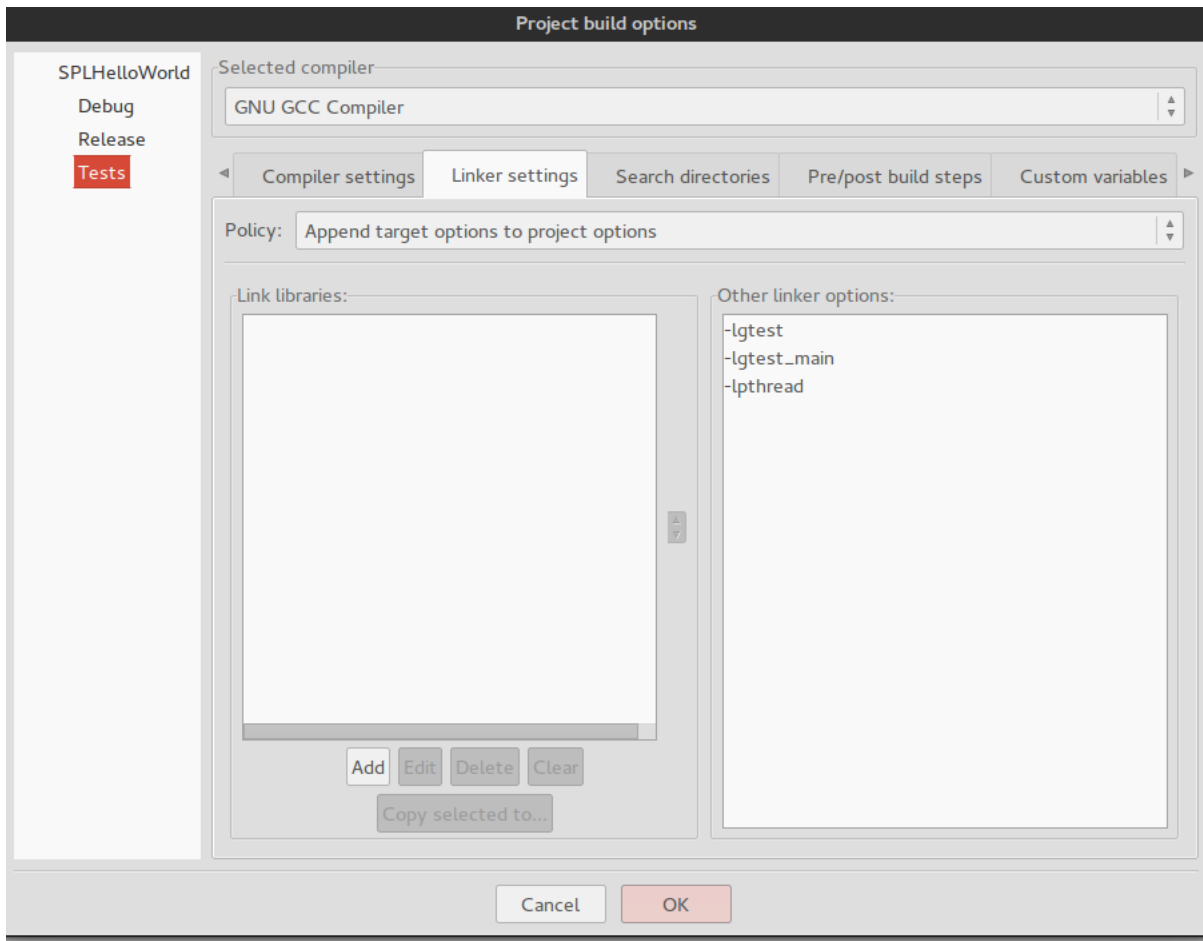 Project build options
SPLHelloWorld
Debug
Release
Tests
Selected compiler
GNU GCC Compiler
Compiler settings
Linker settings
Search directories
Pre/post build steps
Custom variables
Policy:
Append target options to project options
Link libraries:
Add
Edit
Delete
Clear
Copy selected to...
Other linker options:
-lgtest
-lgtest_main
-lpthread
Cancel
OK